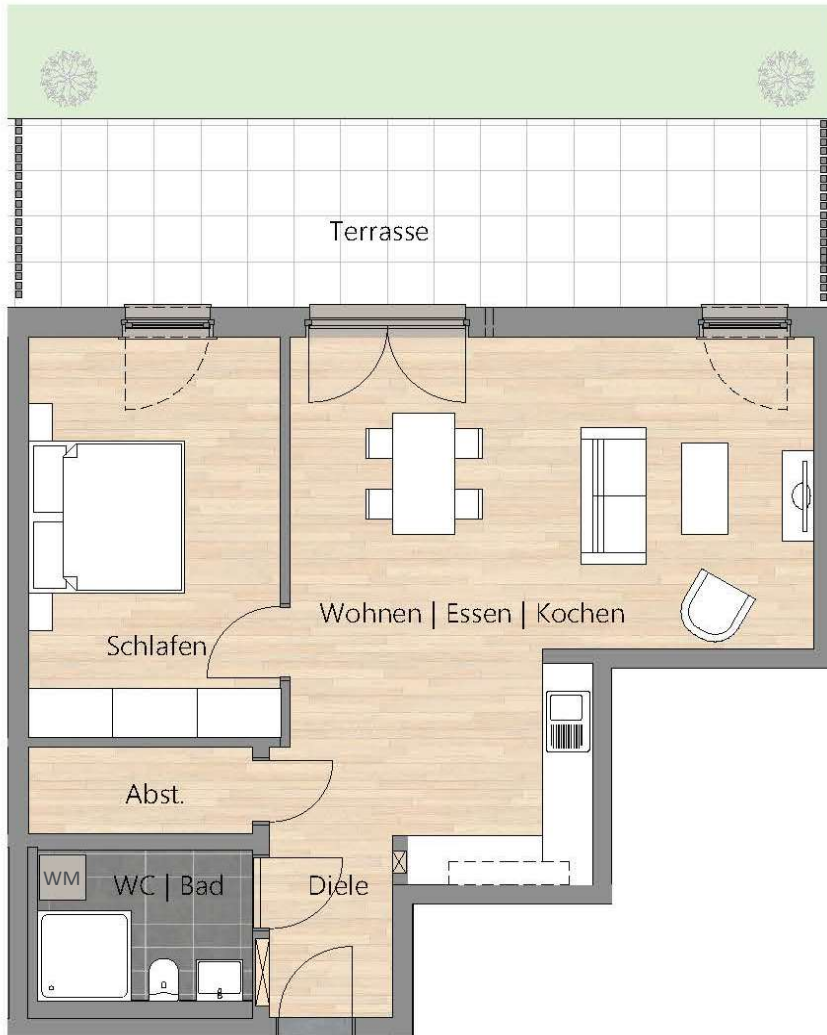 Terrasse
Wohnen | Essen | Kochen
Schlafen
Abst.
WM
WC | Bad
Diele